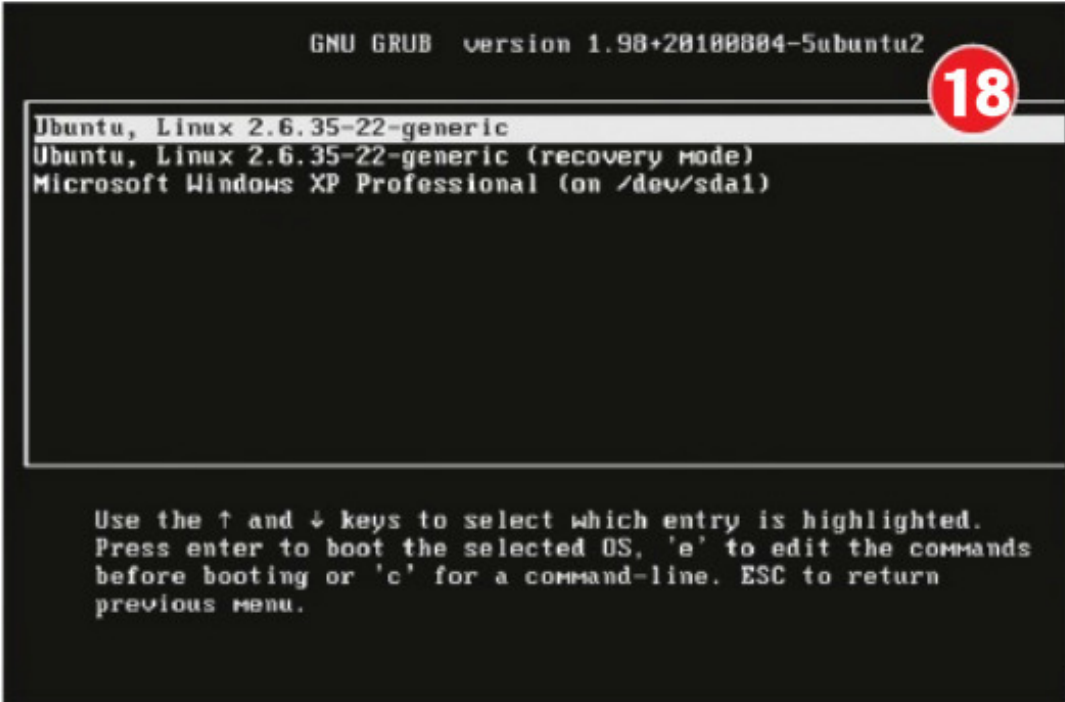 GNU GRUB version 1.98+20100804-5ubuntu2
18
Ubuntu, Linux 2.6.35-22-generic
Ubuntu, Linux 2.6.35-22-generic (recovery mode)
Microsoft Windows XP Professional (on /dev/sda1)
Use the ↑ and ↓ keys to select which entry is highlighted.
Press enter to boot the selected OS, 'e' to edit the commands
before booting or 'c' for a command-line. ESC to return
previous menu.